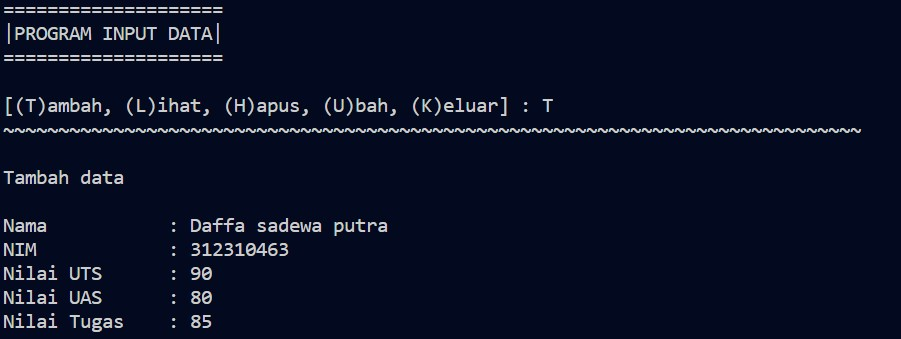 ====================
|PROGRAM INPUT DATA|
====================
[(T)ambah, (L)ihat, (H)apus, (U)bah, (K)eluar] : T
~~~~~~~~~~~~~~~~~~~~~~~~~~~~~~~~~~~~~~~~~~~~~~~~~~~~~~~~~~~~~~~~~~~~~~~~~~~~~~
Tambah data
Nama           : Daffa sadewa putra
NIM            : 312310463
Nilai UTS      : 90
Nilai UAS      : 80
Nilai Tugas    : 85